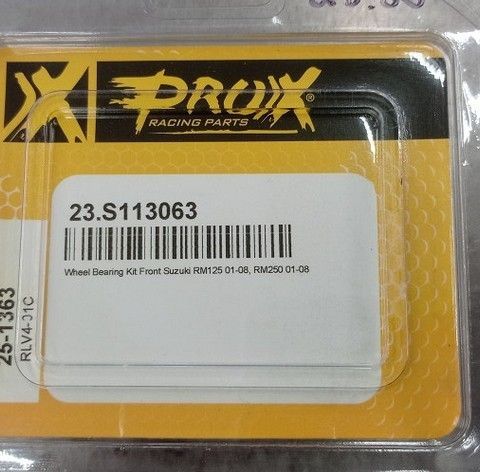 PROX®
RACING PARTS
23.S113063
Wheel Bearing Kit Front Suzuki RM125 01-08, RM250 01-08
25-1363
RLV4-01C